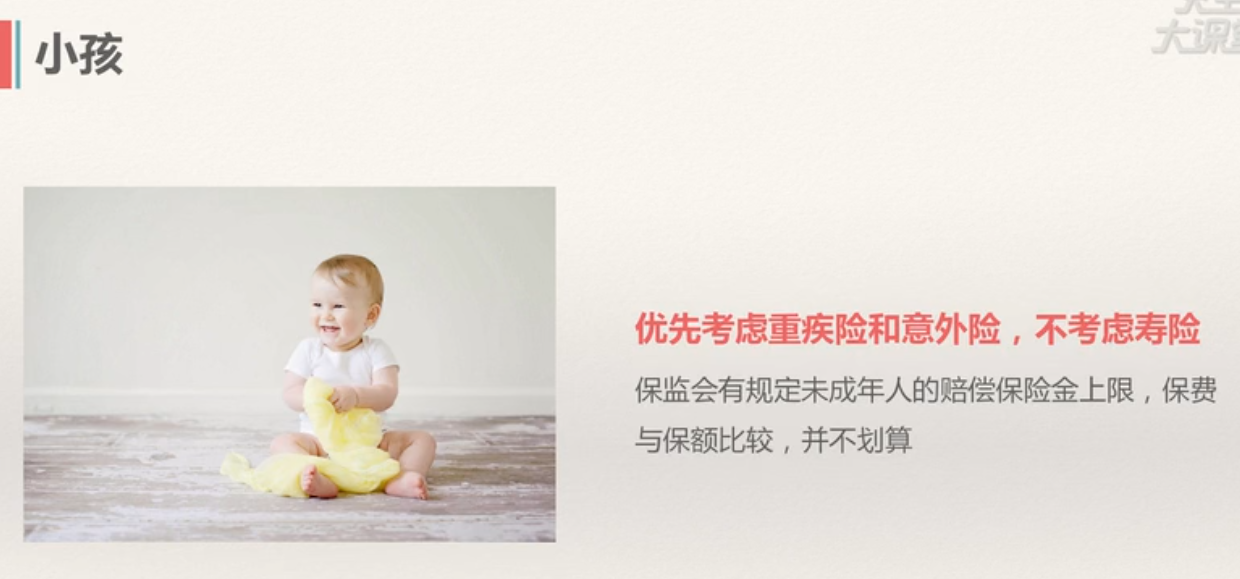 小孩
大课
优先考虑重疾险和意外险，不考虑寿险
保监会有规定未成年人的赔偿保险金上限，保费
与保额比较，并不划算